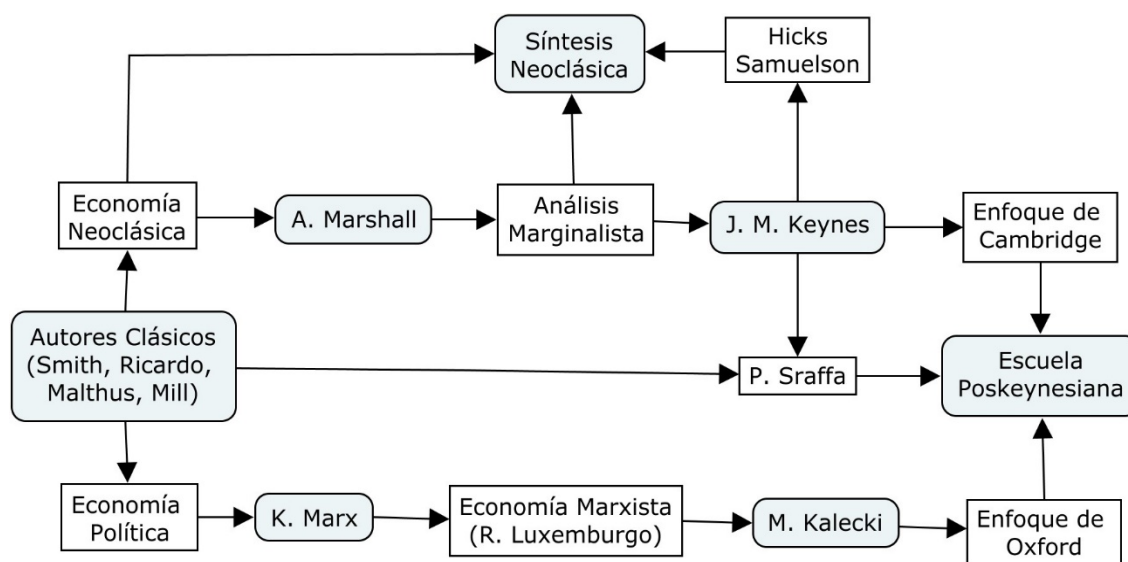 Síntesis
Neoclásica
Hicks
Samuelson
Economía
Neoclásica
A. Marshall
Análisis
Marginalista
J. M. Keynes
Enfoque de
Cambridge
Autores Clásicos
(Smith, Ricardo,
Malthus, Mill)
P. Sraffa
Escuela
Poskeynesiana
Economía
Política
K. Marx
Economía Marxista
(R. Luxemburgo)
M. Kalecki
Enfoque de
Oxford